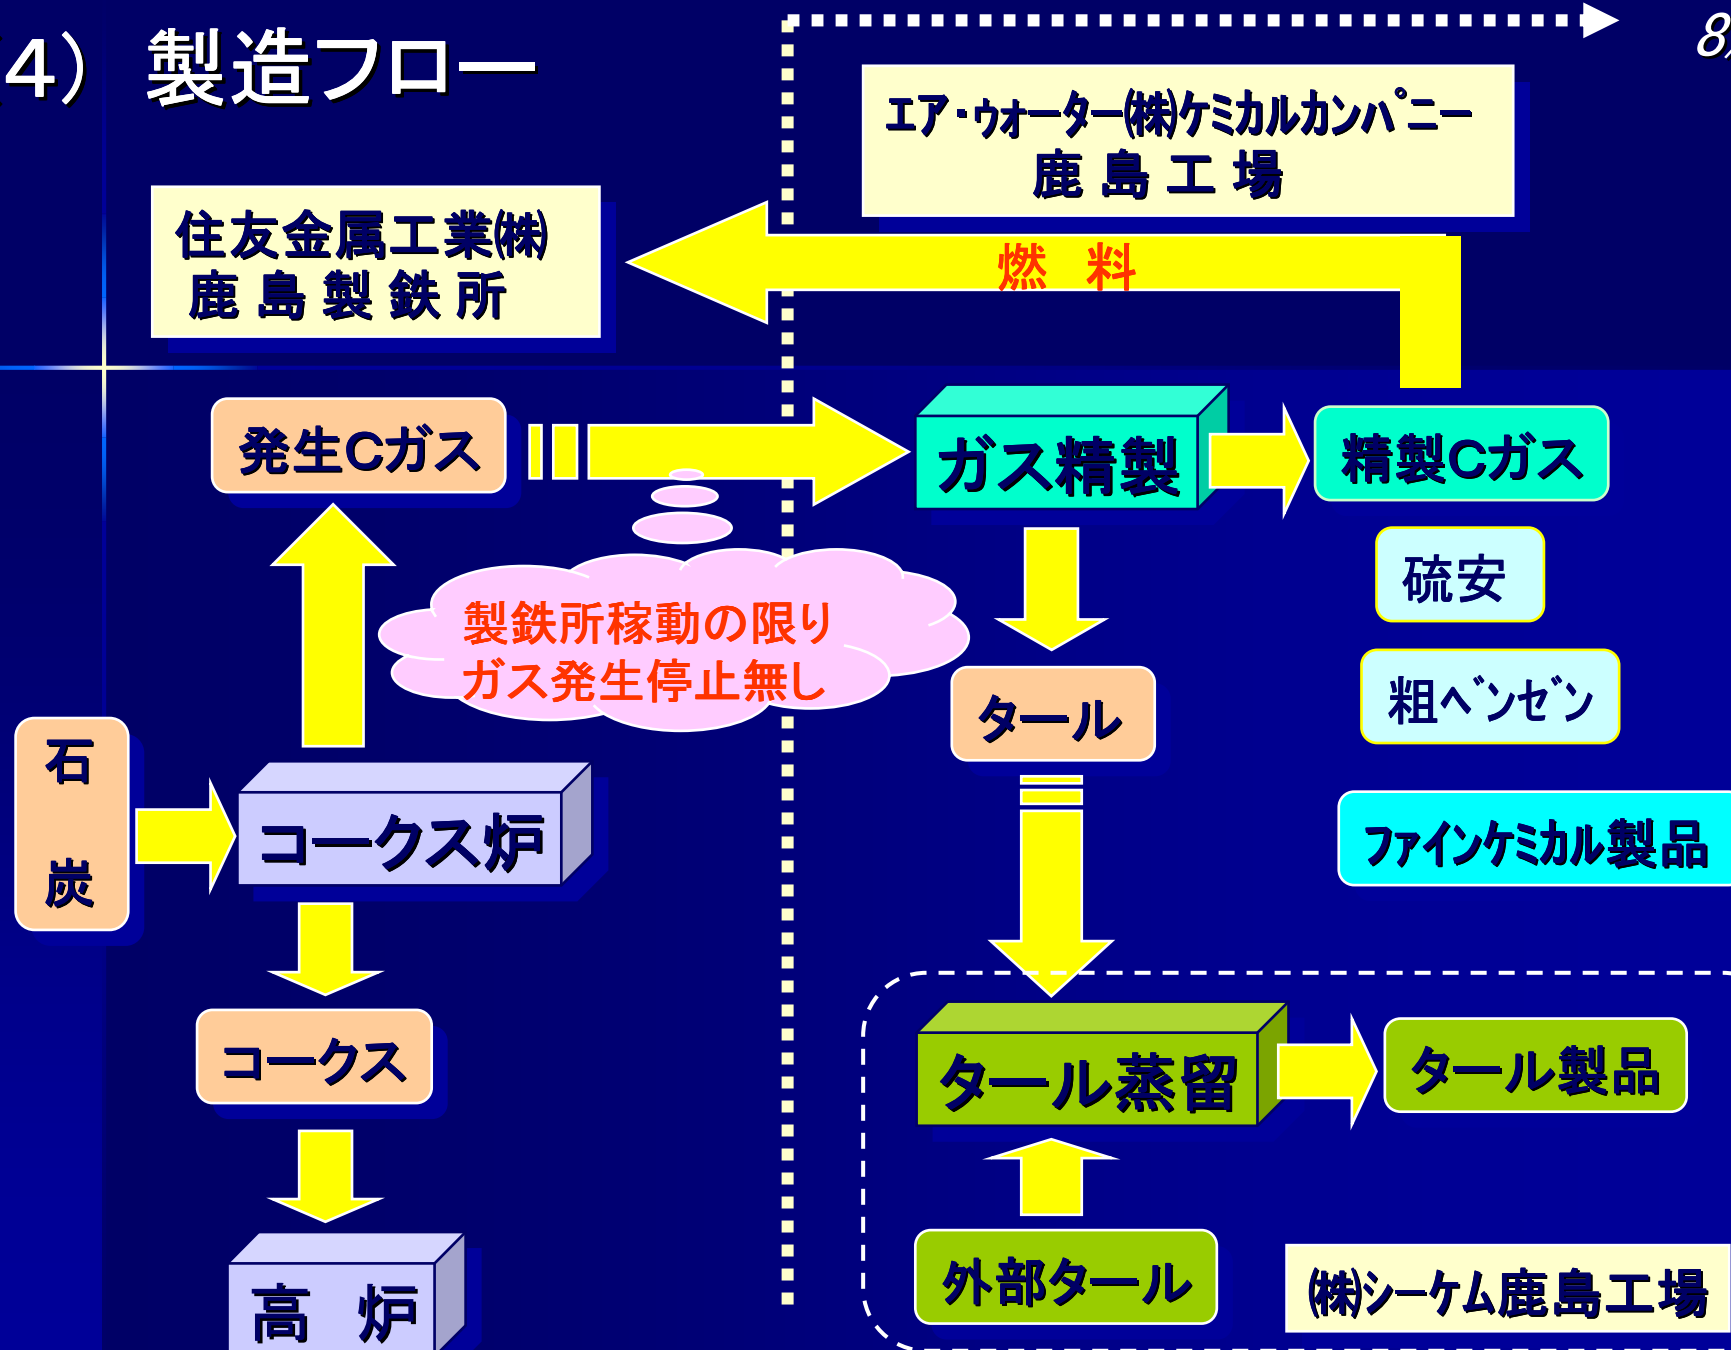 4） 製造フロー
8
エア・ウォーター㈱ケミカルカンパニー
鹿島工場
住友金属工業㈱
鹿島製鉄所
燃 料
発生Cガス
ガス精製
精製Cガス
硫安
製鉄所稼動の限り
ガス発生停止無し
粗ベンゼン
タール
石
炭
コークス炉
ファインケミカル製品
コークス
タール蒸留
タール製品
高 炉
外部タール
㈱シーケム鹿島工場